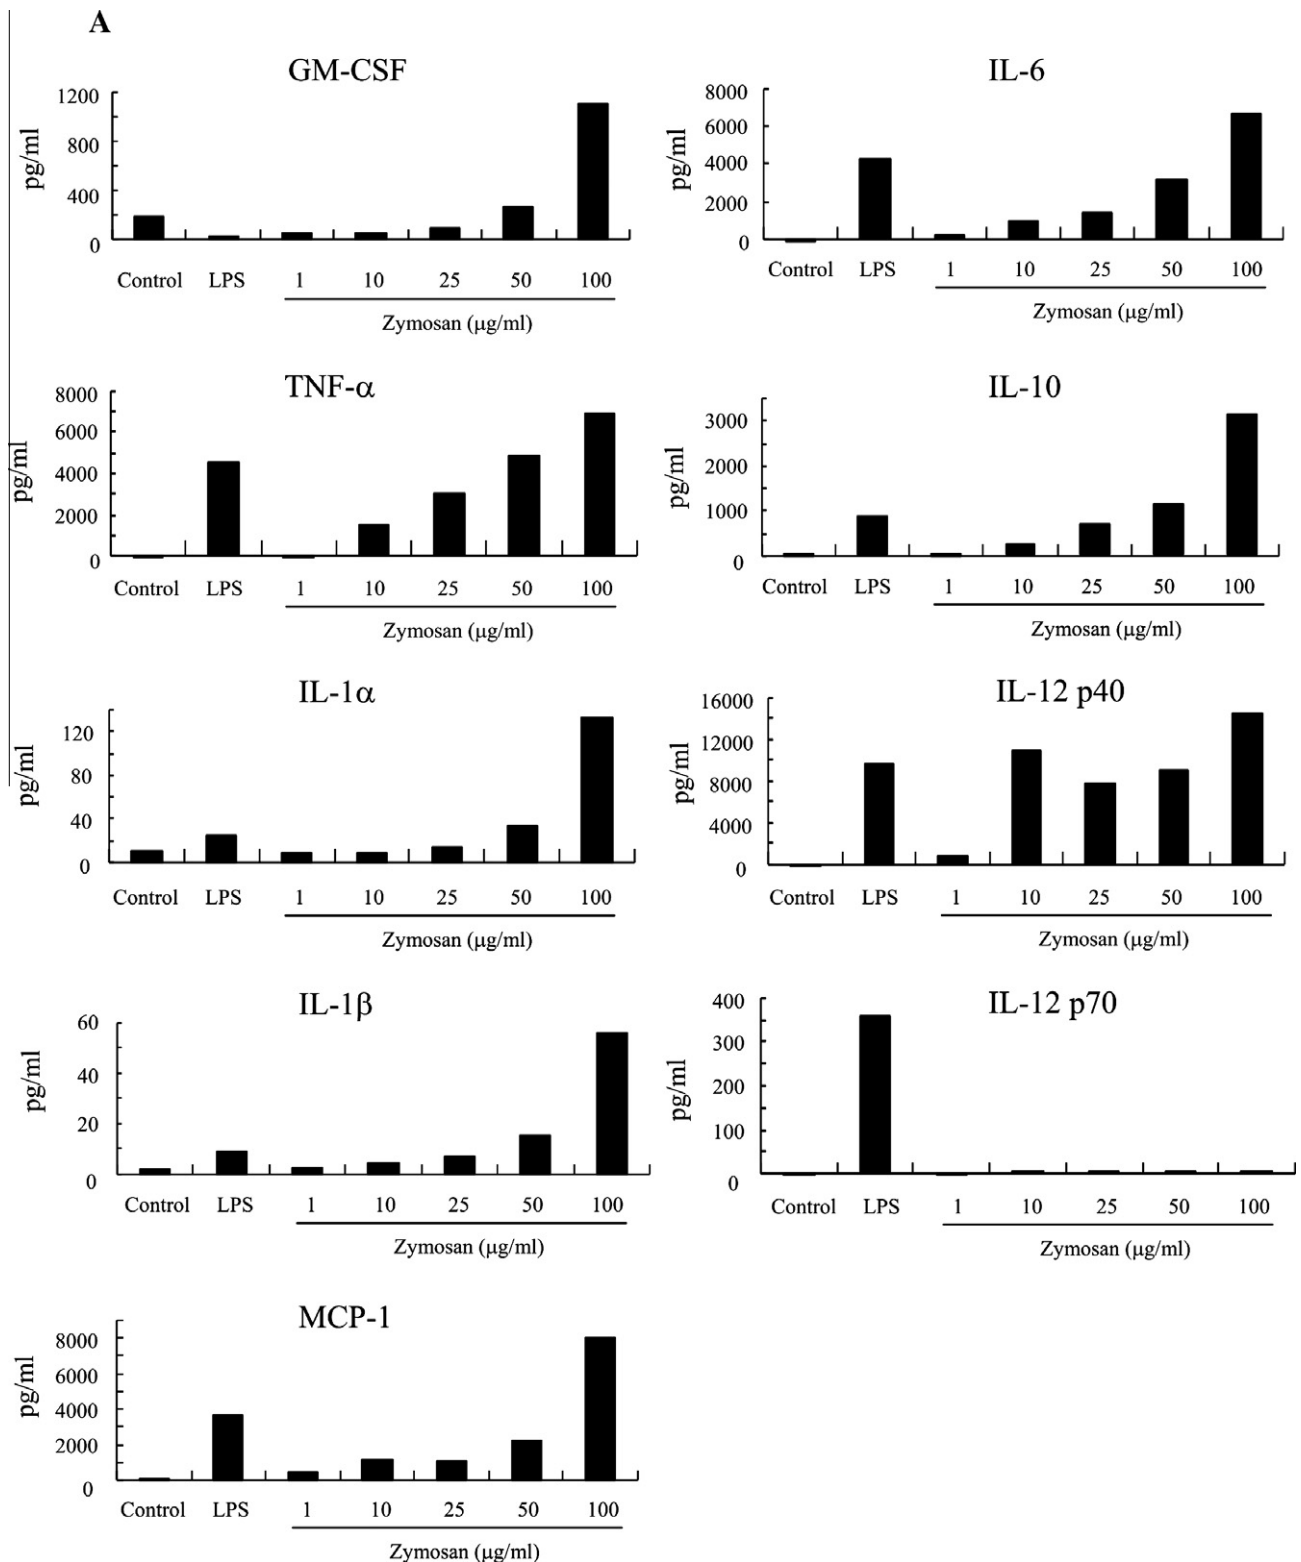 A
GM-CSF
pg/ml
1200
800
400
0
Control LPS 1 10 25 50 100
Zymosan (μg/ml)
IL-6
pg/ml
8000
6000
4000
2000
0
Control LPS 1 10 25 50 100
Zymosan (μg/ml)
TNF-α
pg/ml
8000
6000
4000
2000
0
Control LPS 1 10 25 50 100
Zymosan (μg/ml)
IL-10
pg/ml
3000
2000
1000
0
Control LPS 1 10 25 50 100
Zymosan (μg/ml)
IL-1α
pg/ml
120
80
40
0
Control LPS 1 10 25 50 100
Zymosan (μg/ml)
IL-12 p40
pg/ml
16000
12000
8000
4000
0
Control LPS 1 10 25 50 100
Zymosan (μg/ml)
IL-1β
pg/ml
60
40
20
0
Control LPS 1 10 25 50 100
Zymosan (μg/ml)
IL-12 p70
pg/ml
400
300
200
100
0
Control LPS 1 10 25 50 100
Zymosan (μg/ml)
MCP-1
pg/ml
8000
6000
4000
2000
0
Control LPS 1 10 25 50 100
Zymosan (μg/ml)